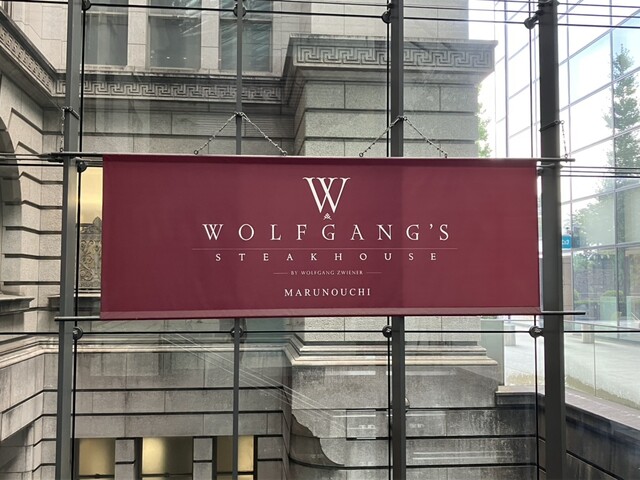 W
WOLFGANG'S
STEAKHOUSE
BY WOLFGANG ZWIENER
MARUNOUCHI